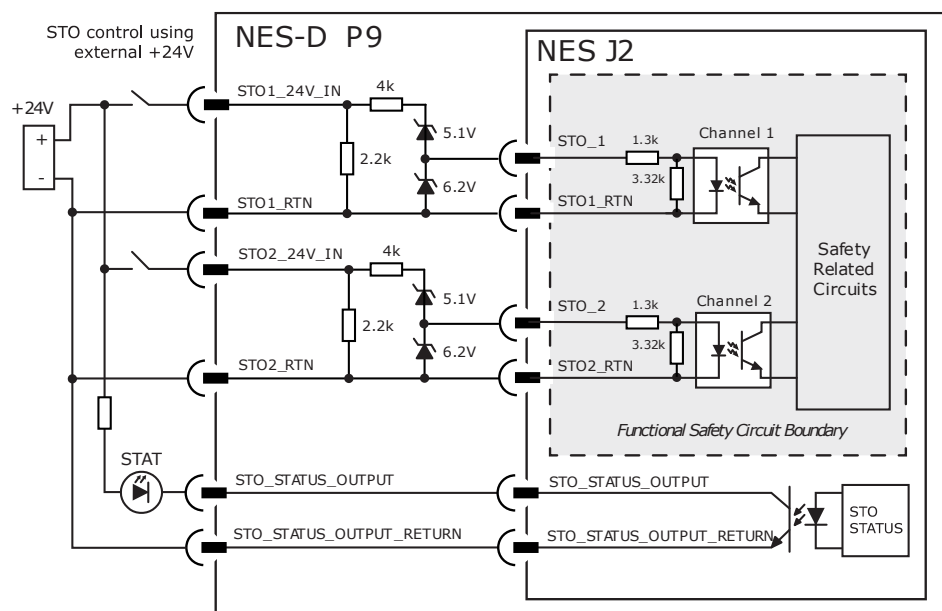 STO control using
external +24V
NES-D P9
NES J2
+24V
+
-
STO1_24V_IN
4k
5.1V
2.2k
6.2V
STO1_RTN
STO_1
1.3k
3.32k
Channel 1
STO1_RTN
STO2_24V_IN
4k
5.1V
2.2k
6.2V
STO2_RTN
STO_2
1.3k
3.32k
Channel 2
STO2_RTN
Safety
Related
Circuits
Functional Safety Circuit Boundary
STAT
STO_STATUS_OUTPUT
STO_STATUS_OUTPUT
STO_STATUS_OUTPUT_RETURN
STO_STATUS_OUTPUT_RETURN
STO
STATUS